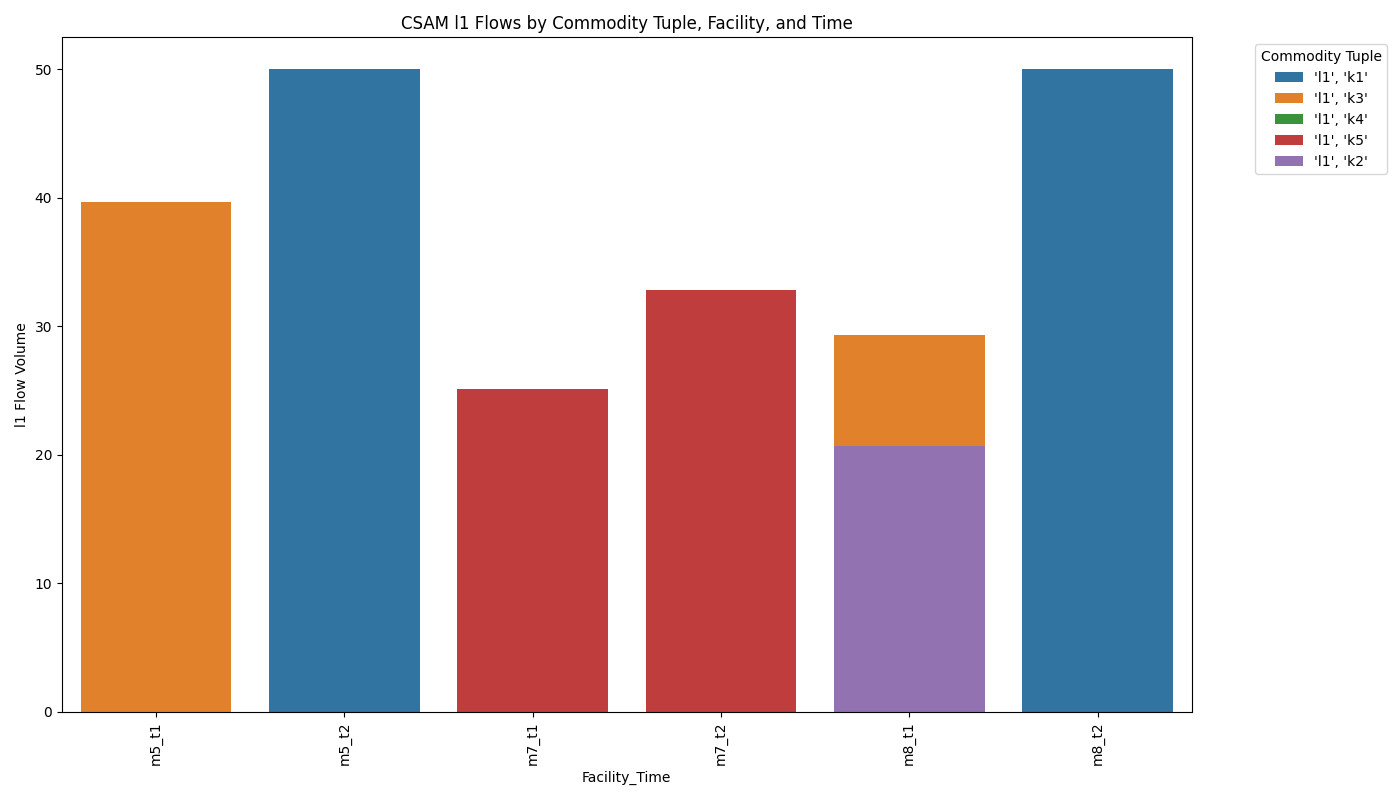 CSAM l1 Flows by Commodity Tuple, Facility, and Time
Commodity Tuple
'l1', 'k1'
'l1', 'k3'
'l1', 'k4'
'l1', 'k5'
'l1', 'k2'
l1 Flow Volume
50
40
30
20
10
0
m5_t1
m5_t2
m7_t1
m7_t2
m8_t1
m8_t2
Facility_Time